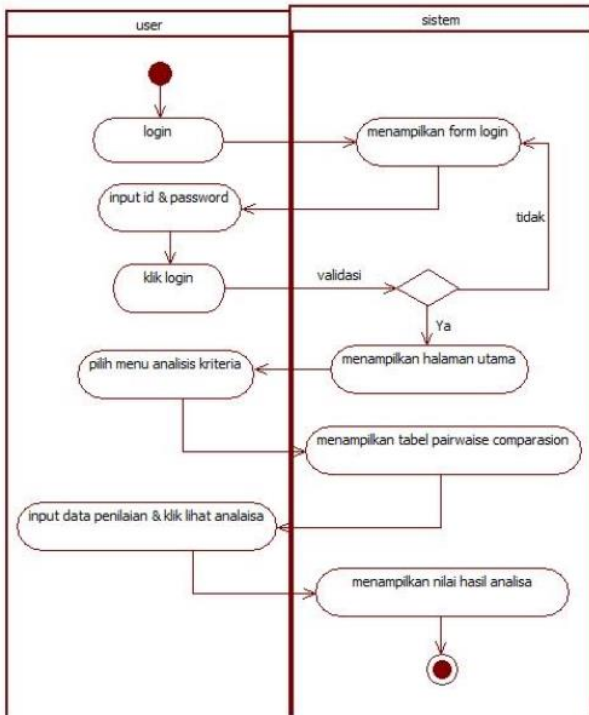 user
sistem
login
menampilkan form login
input id & password
tidak
klik login
validasi
Ya
pilih menu analisis kriteria
menampilkan halaman utama
menampilkan tabel pairwaise comparasion
input data penilaian & klik lihat analaisa
menampilkan nilai hasil analisa